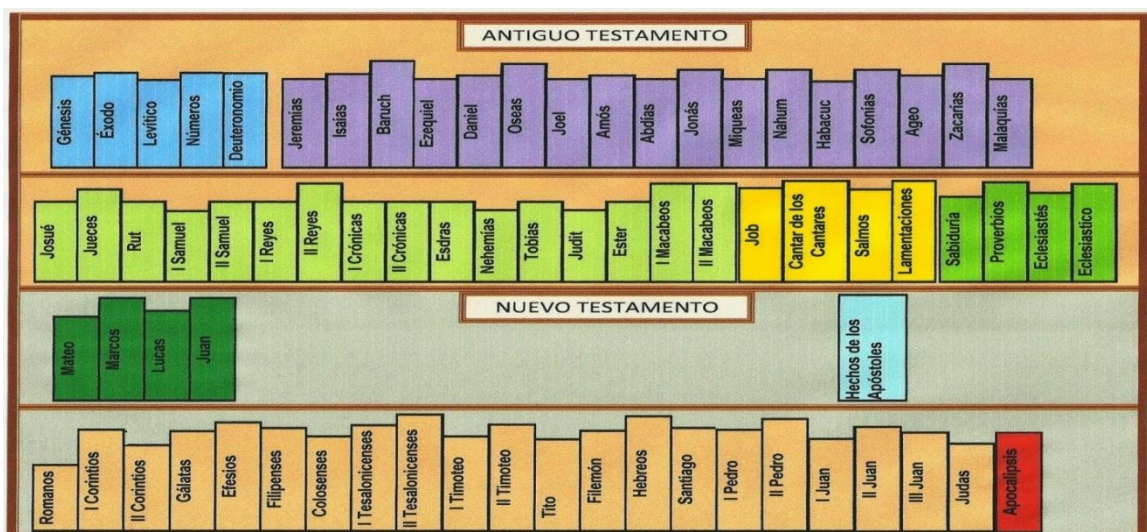 ANTIGUO TESTAMENTO
Génesis
Éxodo
Levítico
Números
Deuteronomio
Jeremías
Isaías
Baruch
Ezequiel
Daniel
Oseas
Joel
Amós
Abdías
Jonás
Miqueas
Nahum
Habacuc
Sofonías
Ageo
Zacarías
Malaquías
Josué
Jueces
Rut
I Samuel
II Samuel
I Reyes
II Reyes
I Crónicas
II Crónicas
Esdras
Nehemías
Tobías
Judit
Ester
I Macabeos
II Macabeos
Job
Cantar de los
Cantares
Salmos
Lamentaciones
Sabiduría
Proverbios
Eclesiastés
Eclesiastico
NUEVO TESTAMENTO
Mateo
Marcos
Lucas
Juan
Hechos de los
Apóstoles
Romanos
I Corintios
II Corintios
Gálatas
Efesios
Filipenses
Colosenses
I Tesalonicenses
II Tesalonicenses
I Timoteo
II Timoteo
Tito
Filemón
Hebreos
Santiago
I Pedro
II Pedro
I Juan
II Juan
III Juan
Judas
Apocalipsis